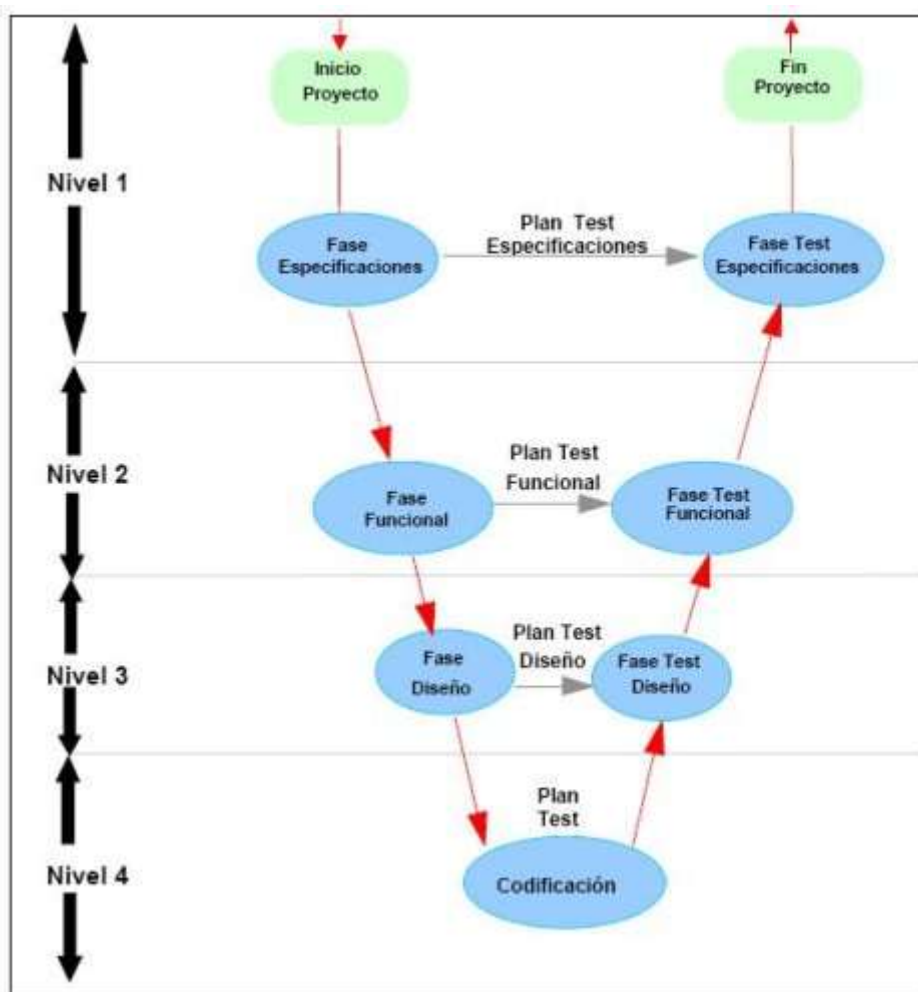 Inicio
Proyecto
Fin
Proyecto
Nivel 1
Fase
Especificaciones
Plan Test
Especificaciones
Fase Test
Especificaciones
Nivel 2
Fase
Funcional
Plan Test
Funcional
Fase Test
Funcional
Nivel 3
Fase
Diseño
Plan Test
Diseño
Fase Test
Diseño
Plan
Test
Nivel 4
Codificación